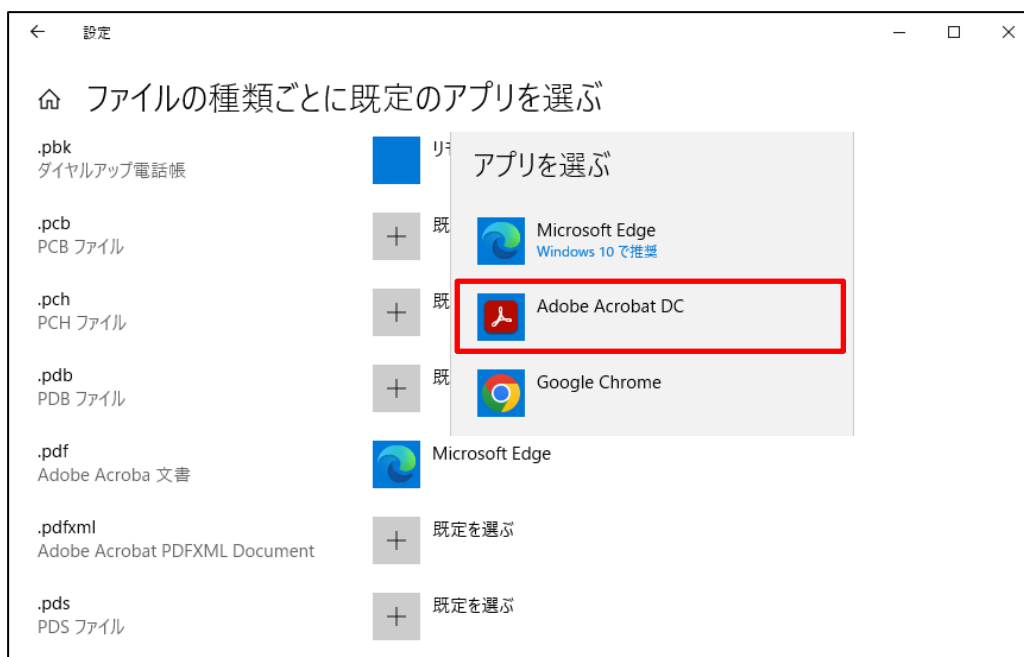 設定
ファイルの種類ごとに既定のアプリを選ぶ
.pbk
ダイヤルアップ電話帳
.pcb
PCB ファイル
既
.pch
PCH ファイル
既
.pdb
PDB ファイル
既
.pdf
Adobe Acroba 文書
Microsoft Edge
.pdfxml
Adobe Acrobat PDFXML Document
既定を選ぶ
.pds
PDS ファイル
既定を選ぶ
アプリを選ぶ
Microsoft Edge
Windows 10 で推奨
Adobe Acrobat DC
Google Chrome